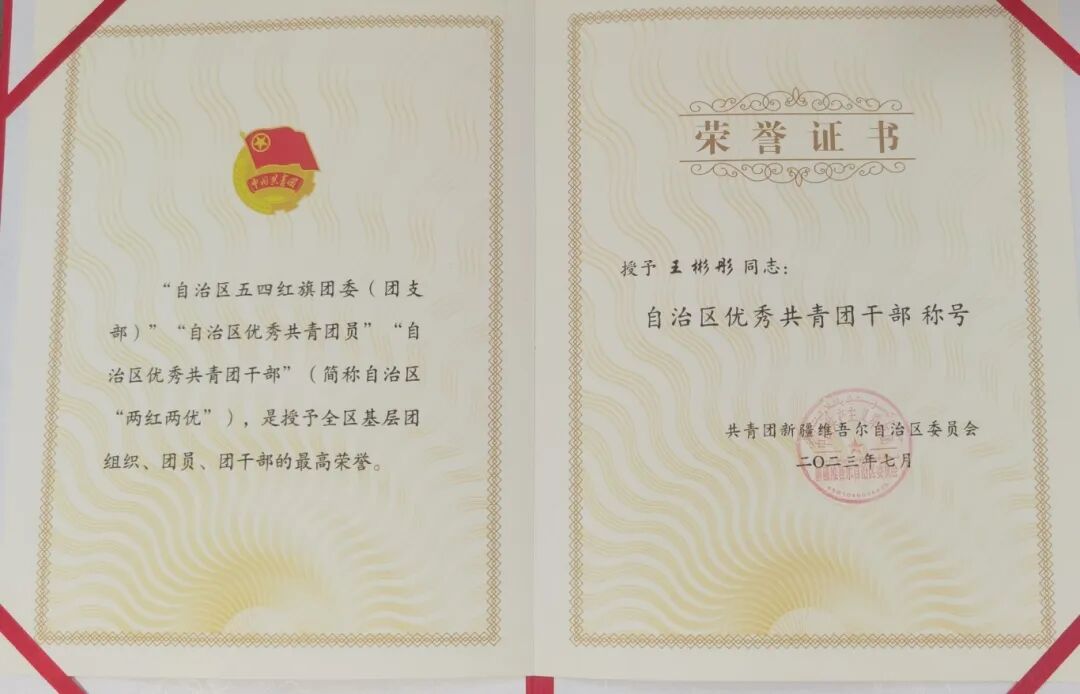 中国共青团
“自治区五四红旗团委（团支
部）”“自治区优秀共青团员”“自
治区优秀共青团干部”（简称自治区
“两红两优”），是授予全区基层团
组织、团员、团干部的最高荣誉。
荣誉证书
授予 王彬彤 同志：
自治区优秀共青团干部 称号
共青团新疆维吾尔自治区委员会
二〇二三年七月